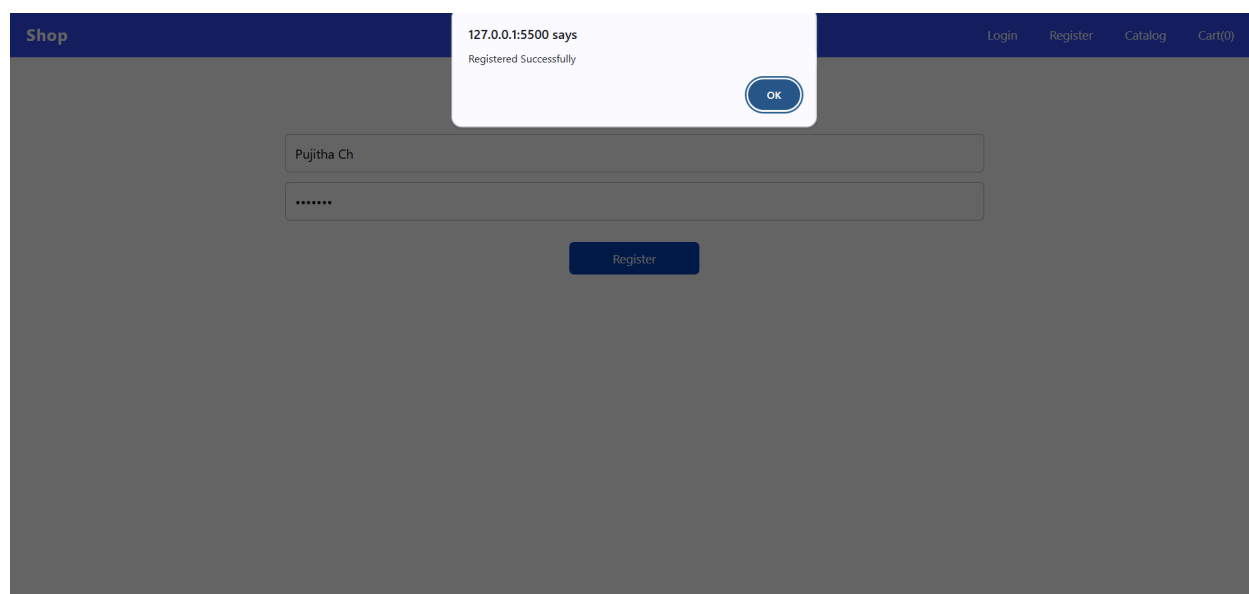 Shop
Login Register Catalog Cart(0)
127.0.0.1:5500 says
Registered Successfully
OK
Pujitha Ch
•••••••
Register